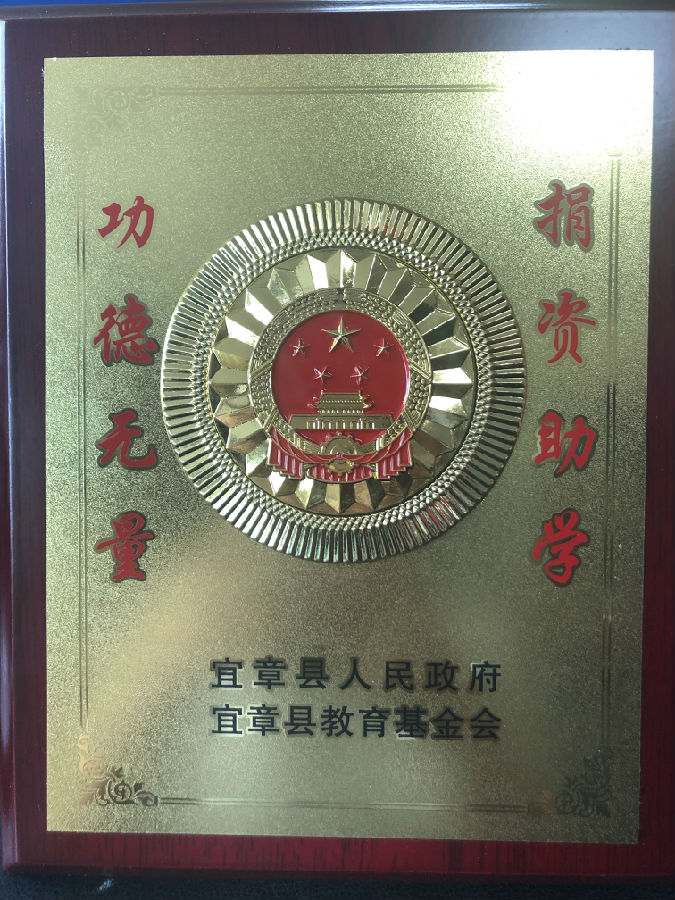 捐资助学
功德无量
宜章县人民政府
宜章县教育基金会